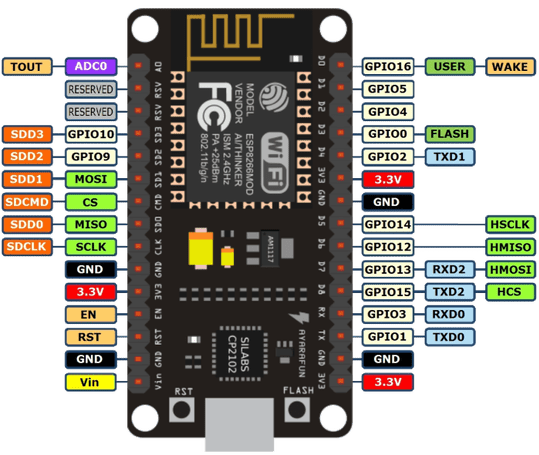 TOUT ADC0 A0 D0 GPIO16 USER WAKE
RESERVED RSV D1 GPIO5
RESERVED RSV D2 GPIO4
SDD3 GPIO10 SD3 D3 GPIO0 FLASH
SDD2 GPIO9 SD2 D4 GPIO2 TXD1
SDD1 MOSI SD1 3V3 3.3V
SDCMD CS CMD GND GND
SDD0 MISO SDO D5 GPIO14 HSCLK
SDCLK SCLK CLK D6 GPIO12 HMISO
GND GND D7 GPIO13 RXD2 HMOSI
3.3V 3V3 D8 GPIO15 TXD2 HCS
EN EN RX GPIO3 RXD0
RST RST TX GPIO1 TXD0
GND GND GND GND
Vin Vin 3V3 3.3V
MODEL ESP8266MOD
VENDOR AI/THINKER
ISM 2.4GHz
PA +25dBm
802.11b/g/n
FC
Wi Fi
AM1117
SILABS
CP2102
AYARAFUN
RST FLASH